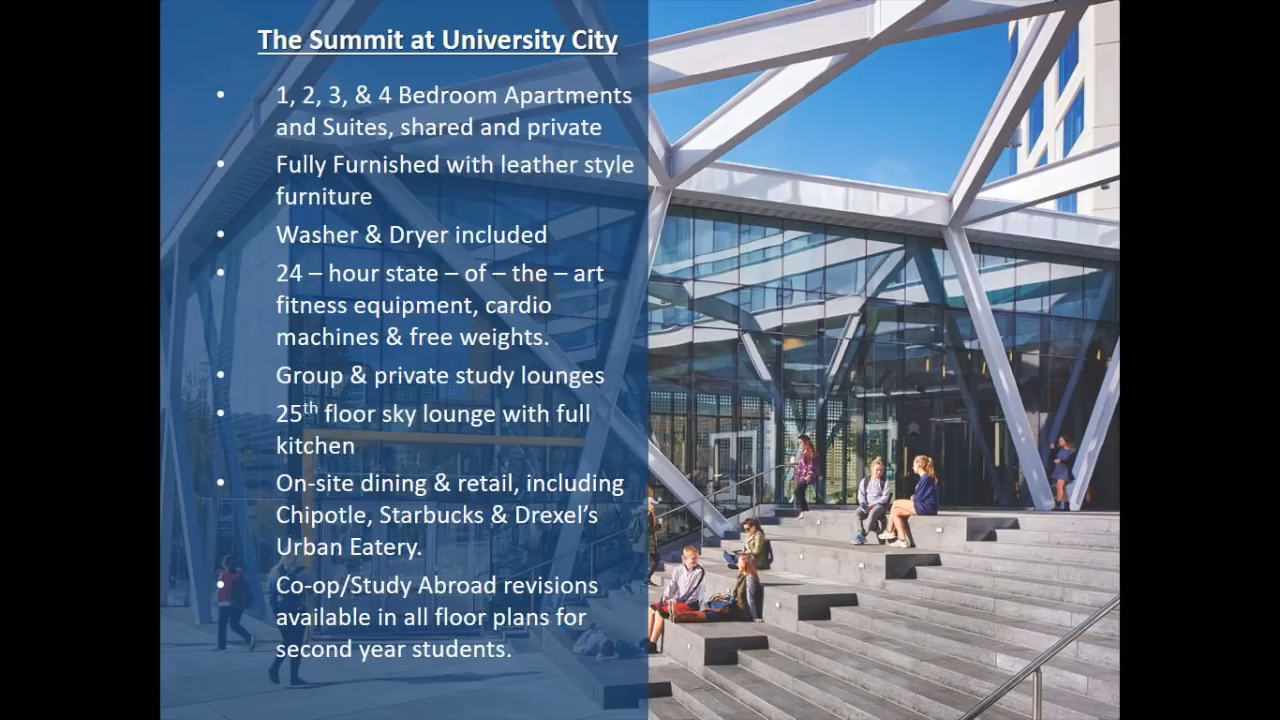 The Summit at University City
• 1, 2, 3, & 4 Bedroom Apartments
and Suites, shared and private
• Fully Furnished with leather style
furniture
• Washer & Dryer included
• 24 – hour state – of – the – art
fitness equipment, cardio
machines & free weights.
• Group & private study lounges
• 25th floor sky lounge with full
kitchen
• On-site dining & retail, including
Chipotle, Starbucks & Drexel’s
Urban Eatery.
• Co-op/Study Abroad revisions
available in all floor plans for
second year students.